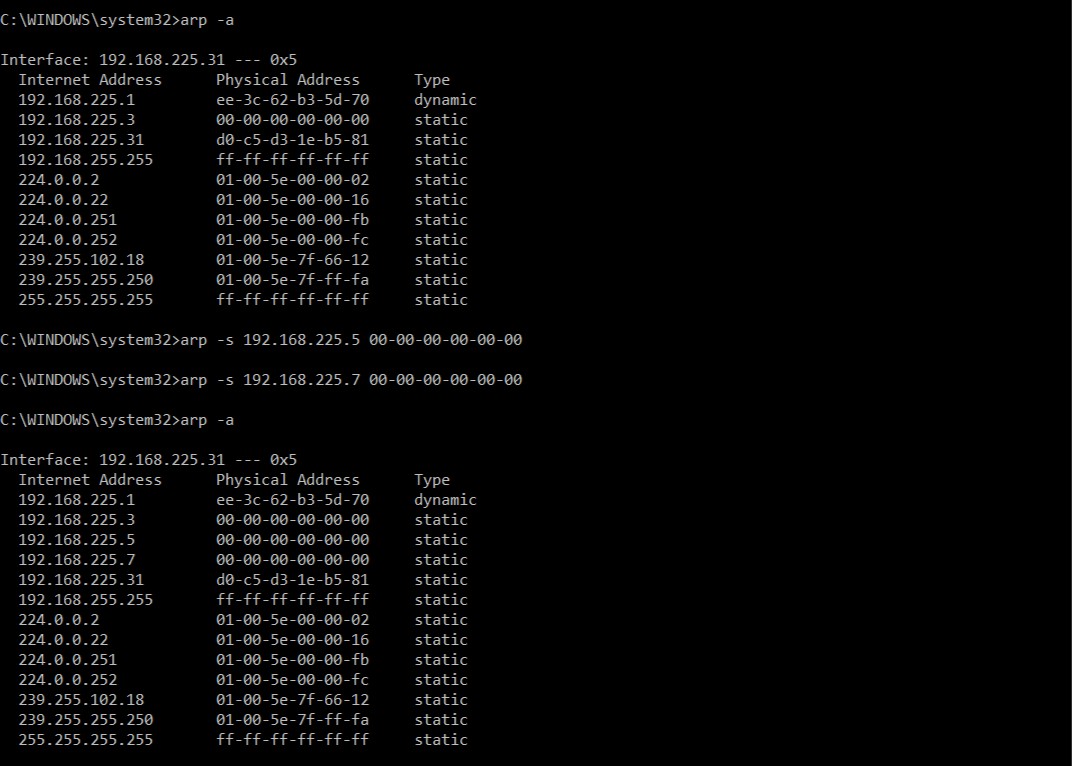 C:\WINDOWS\system32>arp -a
Interface: 192.168.225.31 --- 0x5
Internet Address Physical Address Type
192.168.225.1 ee-3c-62-b3-5d-70 dynamic
192.168.225.3 00-00-00-00-00-00 static
192.168.225.31 d0-c5-d3-1e-b5-81 static
192.168.255.255 ff-ff-ff-ff-ff-ff static
224.0.0.2 01-00-5e-00-00-02 static
224.0.0.22 01-00-5e-00-00-16 static
224.0.0.251 01-00-5e-00-00-fb static
224.0.0.252 01-00-5e-00-00-fc static
239.255.102.18 01-00-5e-7f-66-12 static
239.255.255.250 01-00-5e-7f-ff-fa static
255.255.255.255 ff-ff-ff-ff-ff-ff static
C:\WINDOWS\system32>arp -s 192.168.225.5 00-00-00-00-00-00
C:\WINDOWS\system32>arp -s 192.168.225.7 00-00-00-00-00-00
C:\WINDOWS\system32>arp -a
Interface: 192.168.225.31 --- 0x5
Internet Address Physical Address Type
192.168.225.1 ee-3c-62-b3-5d-70 dynamic
192.168.225.3 00-00-00-00-00-00 static
192.168.225.5 00-00-00-00-00-00 static
192.168.225.7 00-00-00-00-00-00 static
192.168.225.31 d0-c5-d3-1e-b5-81 static
192.168.255.255 ff-ff-ff-ff-ff-ff static
224.0.0.2 01-00-5e-00-00-02 static
224.0.0.22 01-00-5e-00-00-16 static
224.0.0.251 01-00-5e-00-00-fb static
224.0.0.252 01-00-5e-00-00-fc static
239.255.102.18 01-00-5e-7f-66-12 static
239.255.255.250 01-00-5e-7f-ff-fa static
255.255.255.255 ff-ff-ff-ff-ff-ff static